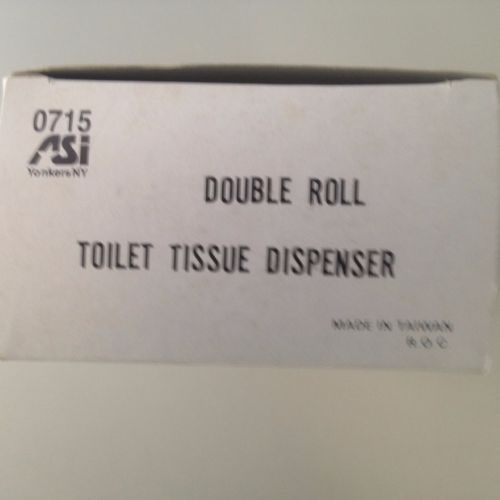 0715
ASi
Yonkers NY
DOUBLE ROLL
TOILET TISSUE DISPENSER
MADE IN TAIWAN
R.O.C